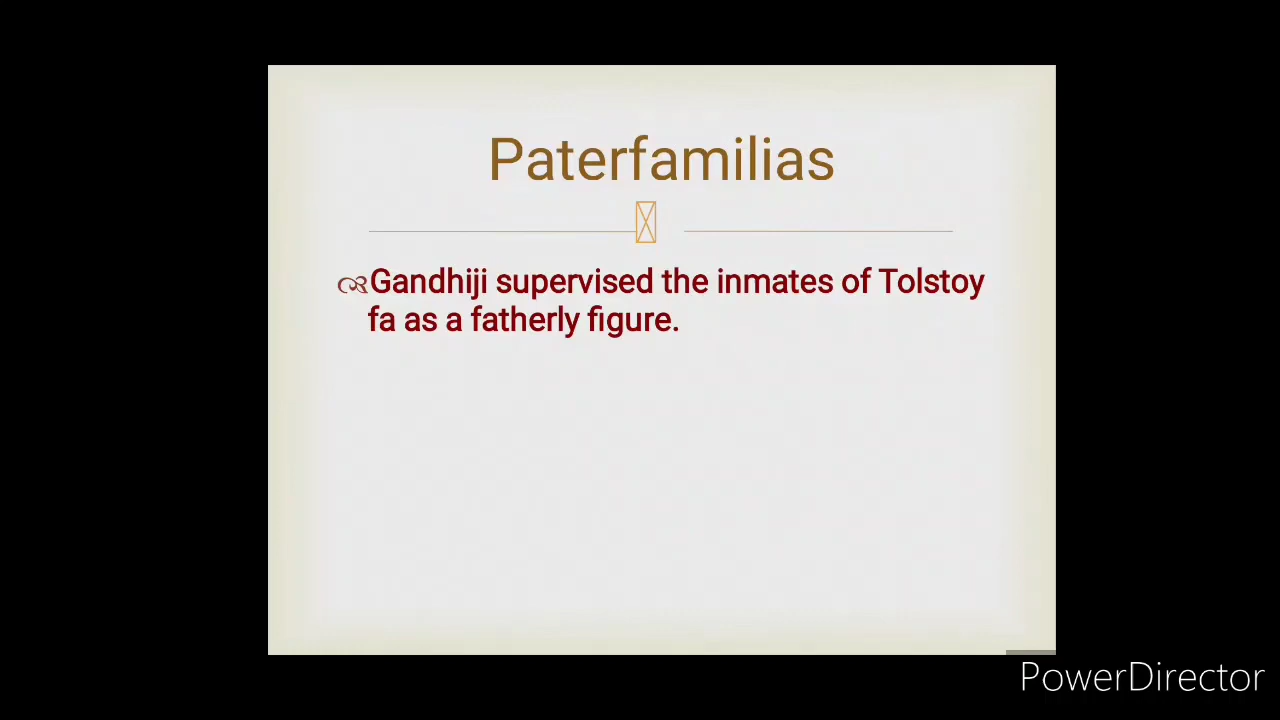 Paterfamilias
Gandhiji supervised the inmates of Tolstoy
fa as a fatherly figure.
PowerDirector